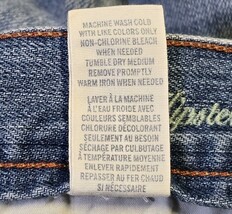 MACHINE WASH COLD
WITH LIKE COLORS ONLY
NON-CHLORINE BLEACH
WHEN NEEDED
TUMBLE DRY MEDIUM
REMOVE PROMPTLY
WARM IRON WHEN NEEDED
LAVER À LA MACHINE
À L'EAU FROIDE AVEC
COULEURS SEMBLABLES
CHLORURE DÉCOLORANT
SEULEMENT AU BESOIN
SÉCHAGE PAR CULBUTAGE
À TEMPÉRATURE MOYENNE
ENLEVER RAPIDEMENT
REPASSER AU FER CHAUD
SI NÉCESSAIRE